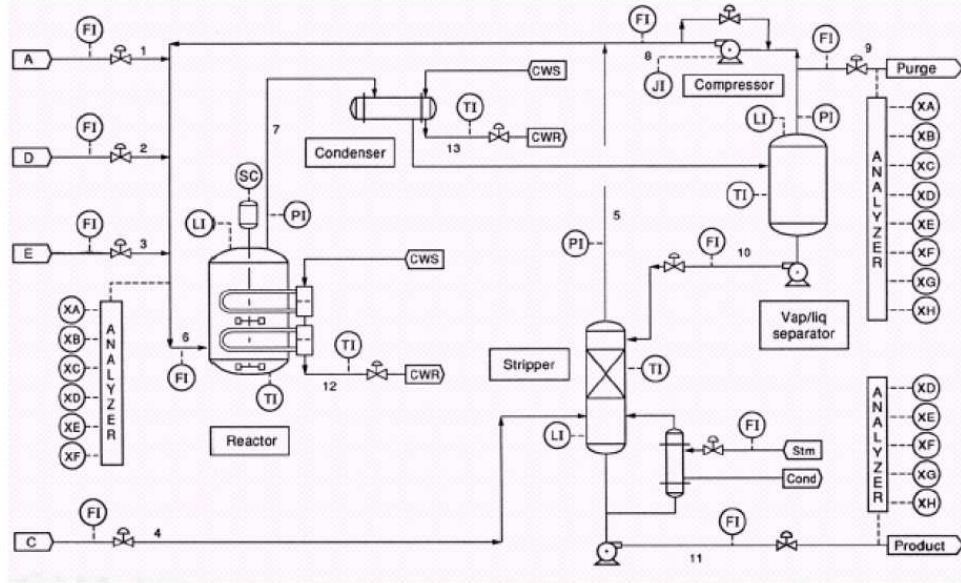 FI
A
1
FI
D
2
FI
E
3
XA
XB
XC
XD
XE
XF
ANALYZER
6
FI
FI
C
4
7
SC
LI
PI
CWS
TI
12
CWR
TI
Reactor
CWS
TI
13
CWR
Condenser
FI
8
JI
Compressor
FI
9
Purge
LI
PI
TI
5
PI
FI
10
Vap/liq
separator
Stripper
TI
LI
FI
Stm
Cond
FI
11
Product
ANALYZER
XA
XB
XC
XD
XE
XF
XG
XH
ANALYZER
XD
XE
XF
XG
XH